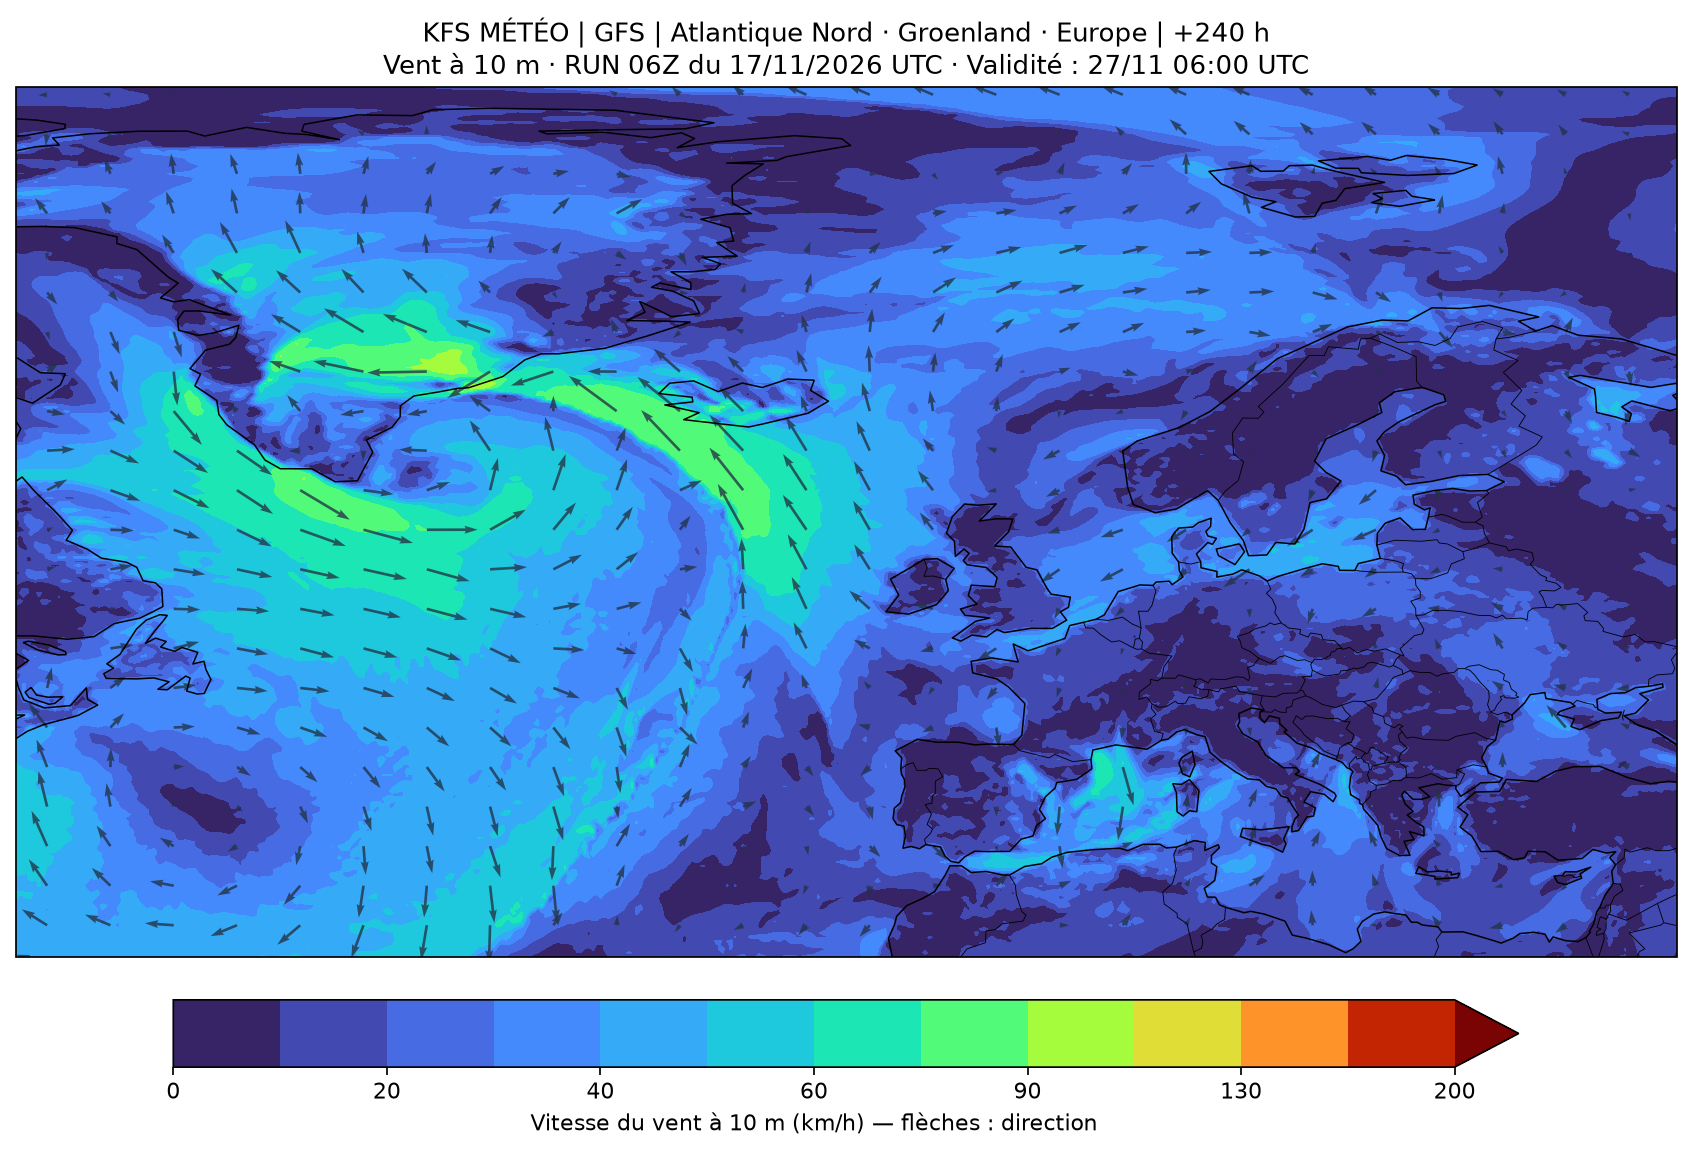 KFS MÉTÉO | GFS | Atlantique Nord · Groenland · Europe | +240 h
Vent à 10 m · RUN 06Z du 17/11/2026 UTC · Validité : 27/11 06:00 UTC
0 20 40 60 90 130 200
Vitesse du vent à 10 m (km/h) — flèches : direction